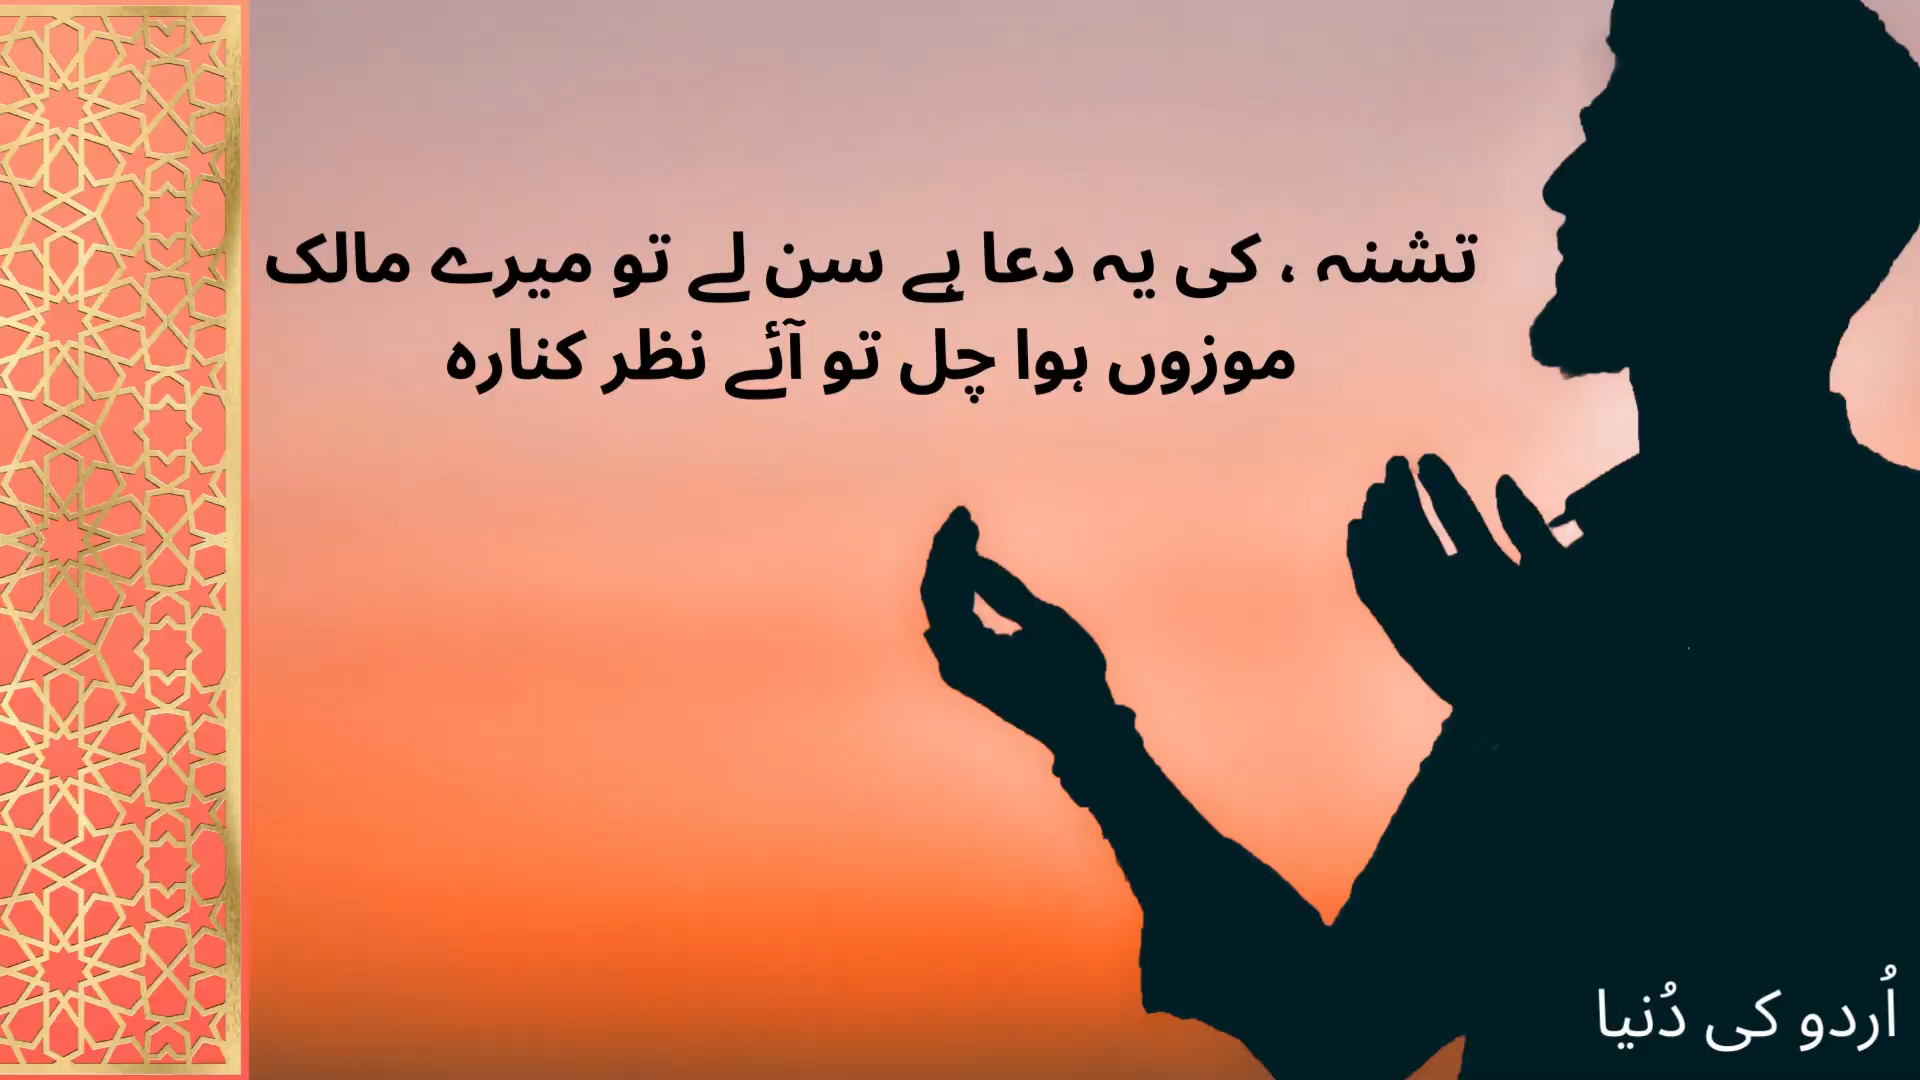 تشنہ ، کی یہ دعا ہے سن لے تو میرے مالک
موزوں ہوا چل تو آئے نظر کنارہ
اُردو کی دُنیا